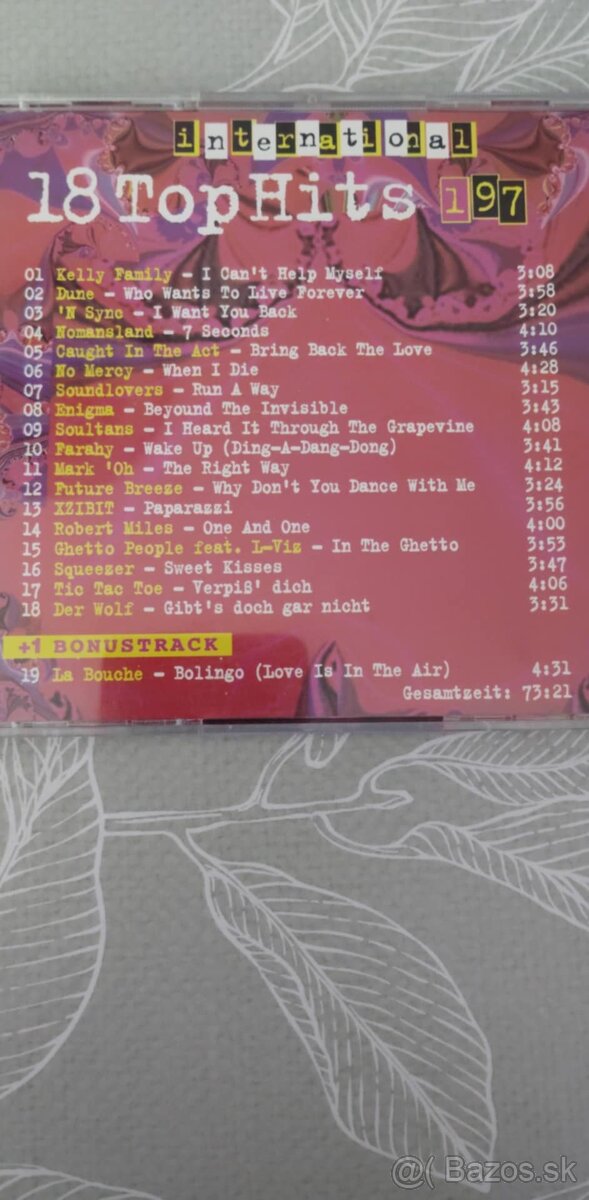 international
18 Top Hits 197
01 Kelly Family – I Can't Help Myself 3:08
02 Dune – Who Wants To Live Forever 3:58
03 'N Sync – I Want You Back 3:20
04 Nomansland – 7 Seconds 4:10
05 Caught In The Act – Bring Back The Love 3:46
06 No Mercy – When I Die 4:28
07 Soundlovers – Run A Way 3:15
08 Enigma – Beyound The Invisible 3:43
09 Soultans – I Heard It Through The Grapevine 4:08
10 Farahy – Wake Up (Ding-A-Dang-Dong) 3:41
11 Mark 'Oh – The Right Way 4:12
12 Future Breeze – Why Don't You Dance With Me 3:24
13 XZIBIT – Paparazzi 3:56
14 Robert Miles – One And One 4:00
15 Ghetto People feat. L-Viz – In The Ghetto 3:53
16 Squeezer – Sweet Kisses 3:47
17 Tic Tac Toe – Verpiß' dich 4:06
18 Der Wolf – Gibt's doch gar nicht 3:31
+1 BONUSTRACK
19 La Bouche – Bolingo (Love Is In The Air) 4:31
Gesamtzeit: 73:21
@( Bazos.sk